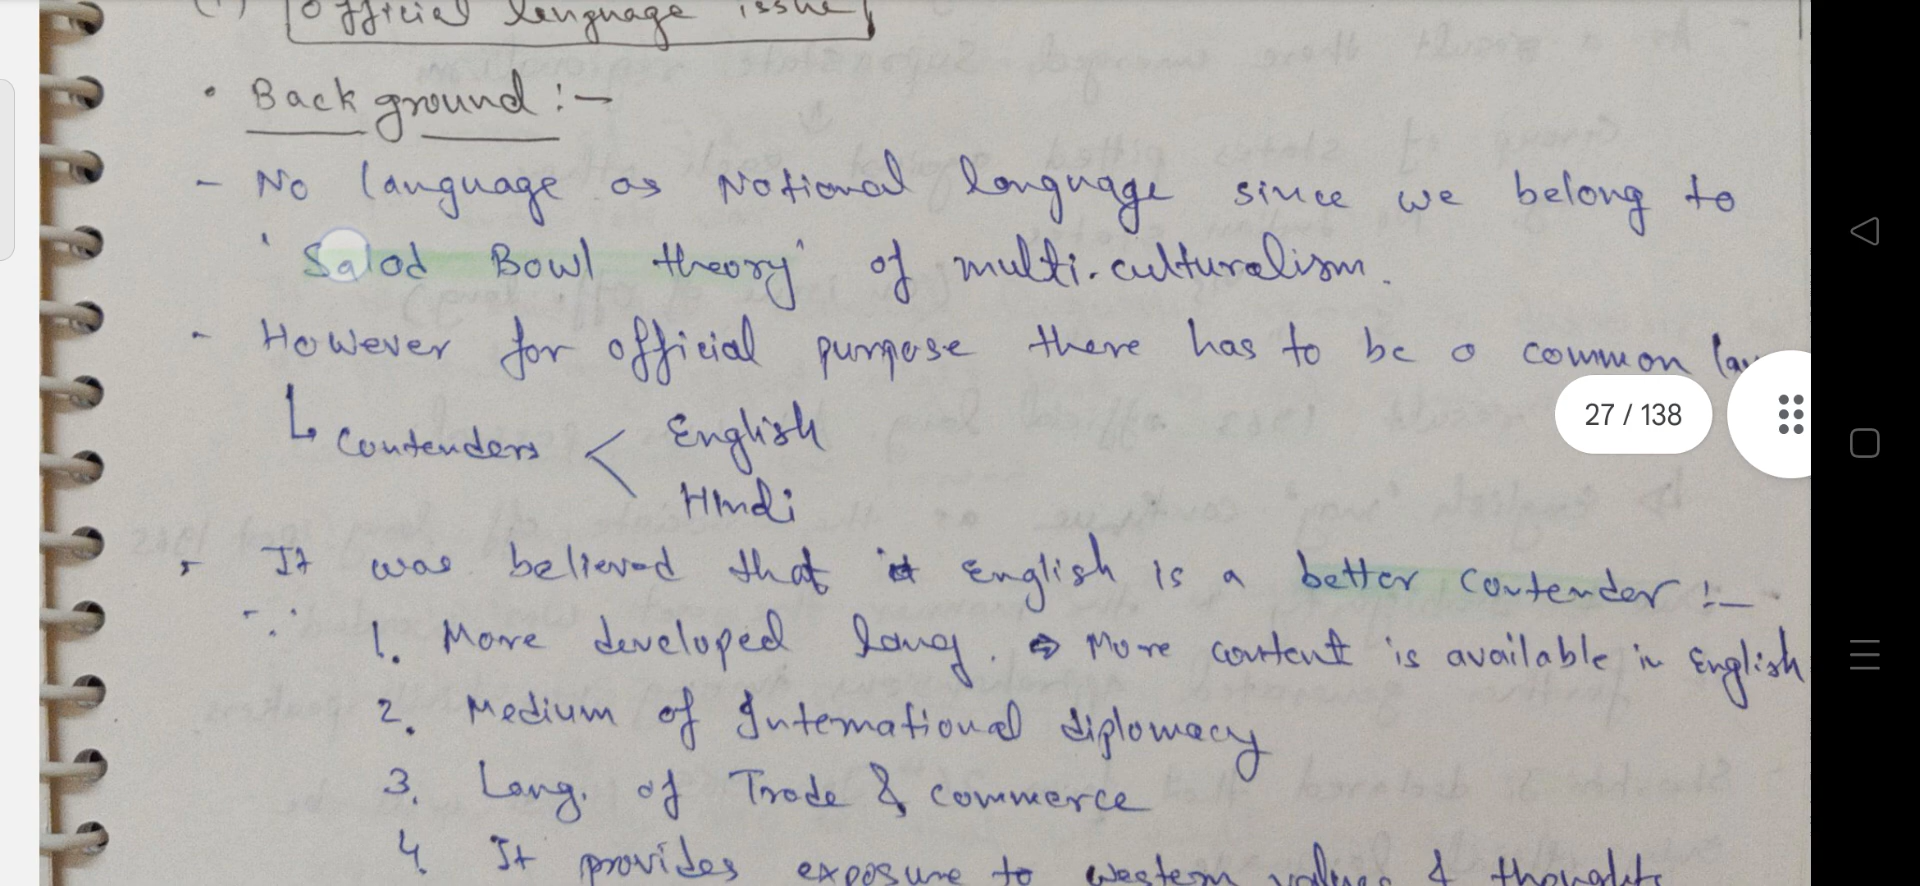 (1) Official language issue
• Background :-
- No language as National language since we belong to
'Salad Bowl theory' of multi-culturalism.
- However for official purpose there has to be a common
↳ Contenders < English
Hindi
27 / 138
It was believed that English is a better contender :-
∵ 1. More developed lang. ⇒ More content is available in English
2. Medium of International diplomacy
3. Lang. of Trade & commerce
4. It provides exposure to western values & thoughts